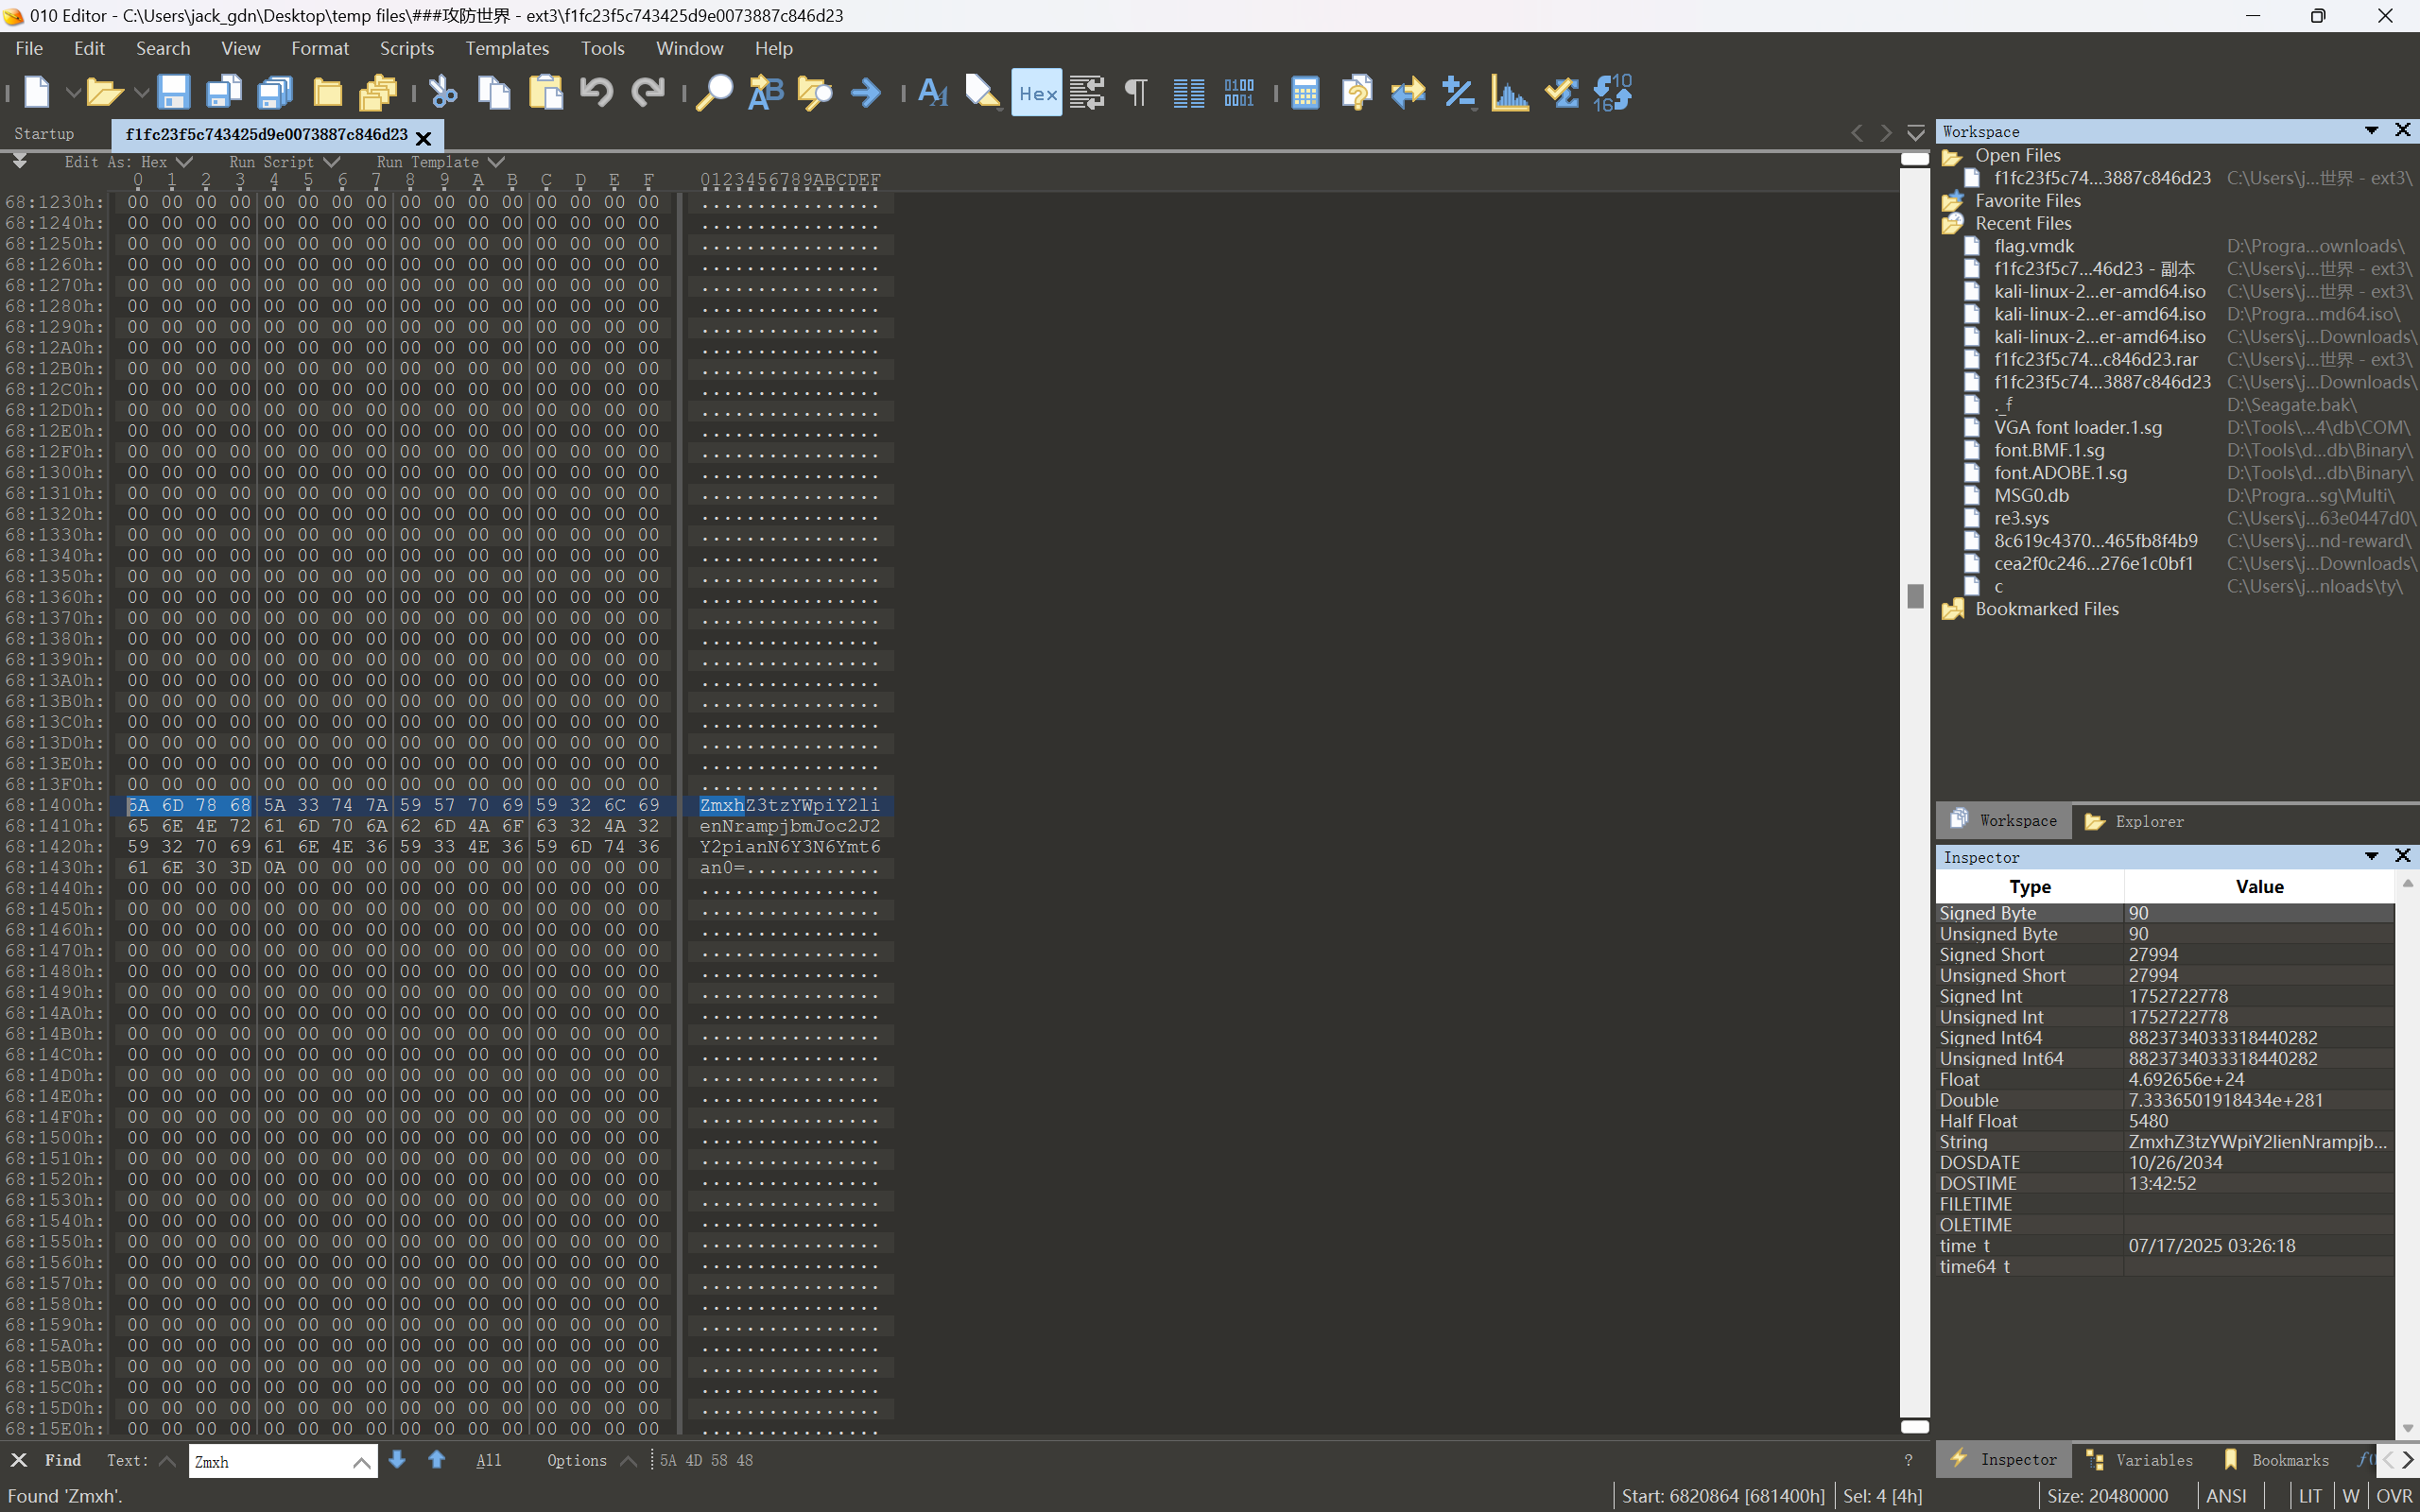 010 Editor - C:\Users\jack_gdn\Desktop\temp files\###攻防世界 - ext3\f1fc23f5c743425d9e0073887c846d23
File Edit Search View Format Scripts Templates Tools Window Help
Hex
Startup f1fc23f5c743425d9e0073887c846d23
Edit As: Hex Run Script Run Template
0 1 2 3 4 5 6 7 8 9 A B C D E F 0123456789ABCDEF
68:1230h: 00 00 00 00 00 00 00 00 00 00 00 00 00 00 00 00 ................
68:1240h: 00 00 00 00 00 00 00 00 00 00 00 00 00 00 00 00 ................
68:1250h: 00 00 00 00 00 00 00 00 00 00 00 00 00 00 00 00 ................
68:1260h: 00 00 00 00 00 00 00 00 00 00 00 00 00 00 00 00 ................
68:1270h: 00 00 00 00 00 00 00 00 00 00 00 00 00 00 00 00 ................
68:1280h: 00 00 00 00 00 00 00 00 00 00 00 00 00 00 00 00 ................
68:1290h: 00 00 00 00 00 00 00 00 00 00 00 00 00 00 00 00 ................
68:12A0h: 00 00 00 00 00 00 00 00 00 00 00 00 00 00 00 00 ................
68:12B0h: 00 00 00 00 00 00 00 00 00 00 00 00 00 00 00 00 ................
68:12C0h: 00 00 00 00 00 00 00 00 00 00 00 00 00 00 00 00 ................
68:12D0h: 00 00 00 00 00 00 00 00 00 00 00 00 00 00 00 00 ................
68:12E0h: 00 00 00 00 00 00 00 00 00 00 00 00 00 00 00 00 ................
68:12F0h: 00 00 00 00 00 00 00 00 00 00 00 00 00 00 00 00 ................
68:1300h: 00 00 00 00 00 00 00 00 00 00 00 00 00 00 00 00 ................
68:1310h: 00 00 00 00 00 00 00 00 00 00 00 00 00 00 00 00 ................
68:1320h: 00 00 00 00 00 00 00 00 00 00 00 00 00 00 00 00 ................
68:1330h: 00 00 00 00 00 00 00 00 00 00 00 00 00 00 00 00 ................
68:1340h: 00 00 00 00 00 00 00 00 00 00 00 00 00 00 00 00 ................
68:1350h: 00 00 00 00 00 00 00 00 00 00 00 00 00 00 00 00 ................
68:1360h: 00 00 00 00 00 00 00 00 00 00 00 00 00 00 00 00 ................
68:1370h: 00 00 00 00 00 00 00 00 00 00 00 00 00 00 00 00 ................
68:1380h: 00 00 00 00 00 00 00 00 00 00 00 00 00 00 00 00 ................
68:1390h: 00 00 00 00 00 00 00 00 00 00 00 00 00 00 00 00 ................
68:13A0h: 00 00 00 00 00 00 00 00 00 00 00 00 00 00 00 00 ................
68:13B0h: 00 00 00 00 00 00 00 00 00 00 00 00 00 00 00 00 ................
68:13C0h: 00 00 00 00 00 00 00 00 00 00 00 00 00 00 00 00 ................
68:13D0h: 00 00 00 00 00 00 00 00 00 00 00 00 00 00 00 00 ................
68:13E0h: 00 00 00 00 00 00 00 00 00 00 00 00 00 00 00 00 ................
68:13F0h: 00 00 00 00 00 00 00 00 00 00 00 00 00 00 00 00 ................
68:1400h: 5A 6D 78 68 5A 33 74 7A 59 57 70 69 59 32 6C 69 ZmxhZ3tzYWpiY2li
68:1410h: 65 6E 4E 72 61 6D 70 6A 62 6D 4A 6F 63 32 4A 32 enNrampjbmJoc2J2
68:1420h: 59 32 70 69 61 6E 4E 36 59 33 4E 36 59 6D 74 36 Y2pianN6Y3N6Ymt6
68:1430h: 61 6E 30 3D 0A 00 00 00 00 00 00 00 00 00 00 00 an0=............
68:1440h: 00 00 00 00 00 00 00 00 00 00 00 00 00 00 00 00 ................
68:1450h: 00 00 00 00 00 00 00 00 00 00 00 00 00 00 00 00 ................
68:1460h: 00 00 00 00 00 00 00 00 00 00 00 00 00 00 00 00 ................
68:1470h: 00 00 00 00 00 00 00 00 00 00 00 00 00 00 00 00 ................
68:1480h: 00 00 00 00 00 00 00 00 00 00 00 00 00 00 00 00 ................
68:1490h: 00 00 00 00 00 00 00 00 00 00 00 00 00 00 00 00 ................
68:14A0h: 00 00 00 00 00 00 00 00 00 00 00 00 00 00 00 00 ................
68:14B0h: 00 00 00 00 00 00 00 00 00 00 00 00 00 00 00 00 ................
68:14C0h: 00 00 00 00 00 00 00 00 00 00 00 00 00 00 00 00 ................
68:14D0h: 00 00 00 00 00 00 00 00 00 00 00 00 00 00 00 00 ................
68:14E0h: 00 00 00 00 00 00 00 00 00 00 00 00 00 00 00 00 ................
68:14F0h: 00 00 00 00 00 00 00 00 00 00 00 00 00 00 00 00 ................
68:1500h: 00 00 00 00 00 00 00 00 00 00 00 00 00 00 00 00 ................
68:1510h: 00 00 00 00 00 00 00 00 00 00 00 00 00 00 00 00 ................
68:1520h: 00 00 00 00 00 00 00 00 00 00 00 00 00 00 00 00 ................
68:1530h: 00 00 00 00 00 00 00 00 00 00 00 00 00 00 00 00 ................
68:1540h: 00 00 00 00 00 00 00 00 00 00 00 00 00 00 00 00 ................
68:1550h: 00 00 00 00 00 00 00 00 00 00 00 00 00 00 00 00 ................
68:1560h: 00 00 00 00 00 00 00 00 00 00 00 00 00 00 00 00 ................
68:1570h: 00 00 00 00 00 00 00 00 00 00 00 00 00 00 00 00 ................
68:1580h: 00 00 00 00 00 00 00 00 00 00 00 00 00 00 00 00 ................
68:1590h: 00 00 00 00 00 00 00 00 00 00 00 00 00 00 00 00 ................
68:15A0h: 00 00 00 00 00 00 00 00 00 00 00 00 00 00 00 00 ................
68:15B0h: 00 00 00 00 00 00 00 00 00 00 00 00 00 00 00 00 ................
68:15C0h: 00 00 00 00 00 00 00 00 00 00 00 00 00 00 00 00 ................
68:15D0h: 00 00 00 00 00 00 00 00 00 00 00 00 00 00 00 00 ................
68:15E0h: 00 00 00 00 00 00 00 00 00 00 00 00 00 00 00 00 ................
Workspace
Open Files
f1fc23f5c74...3887c846d23 C:\Users\j...世界 - ext3\
Favorite Files
Recent Files
flag.vmdk D:\Progra...ownloads\
f1fc23f5c7...46d23 - 副本 C:\Users\j...世界 - ext3\
kali-linux-2...er-amd64.iso C:\Users\j...世界 - ext3\
kali-linux-2...er-amd64.iso D:\Progra...md64.iso\
kali-linux-2...er-amd64.iso C:\Users\j...Downloads\
f1fc23f5c74...c846d23.rar C:\Users\j...世界 - ext3\
f1fc23f5c74...3887c846d23 C:\Users\j...Downloads\
._f D:\Seagate.bak\
VGA font loader.1.sg D:\Tools\...4\db\COM\
font.BMF.1.sg D:\Tools\d...db\Binary\
font.ADOBE.1.sg D:\Tools\d...db\Binary\
MSG0.db D:\Progra...sg\Multi\
re3.sys C:\Users\j...63e0447d0\
8c619c4370...465fb8f4b9 C:\Users\j...nd-reward\
cea2f0c246...276e1c0bf1 C:\Users\j...Downloads\
c C:\Users\j...nloads\ty\
Bookmarked Files
Workspace Explorer
Inspector
Type Value
Signed Byte 90
Unsigned Byte 90
Signed Short 27994
Unsigned Short 27994
Signed Int 1752722778
Unsigned Int 1752722778
Signed Int64 8823734033318440282
Unsigned Int64 8823734033318440282
Float 4.692656e+24
Double 7.3336501918434e+281
Half Float 5480
String ZmxhZ3tzYWpiY2lienNrampjb...
DOSDATE 10/26/2034
DOSTIME 13:42:52
FILETIME
OLETIME
time_t 07/17/2025 03:26:18
time64_t
Inspector Variables Bookmarks
Find Text: Zmxh All Options 5A 4D 58 48 ?
Found 'Zmxh'. Start: 6820864 [681400h] Sel: 4 [4h] Size: 20480000 ANSI LIT W OVR